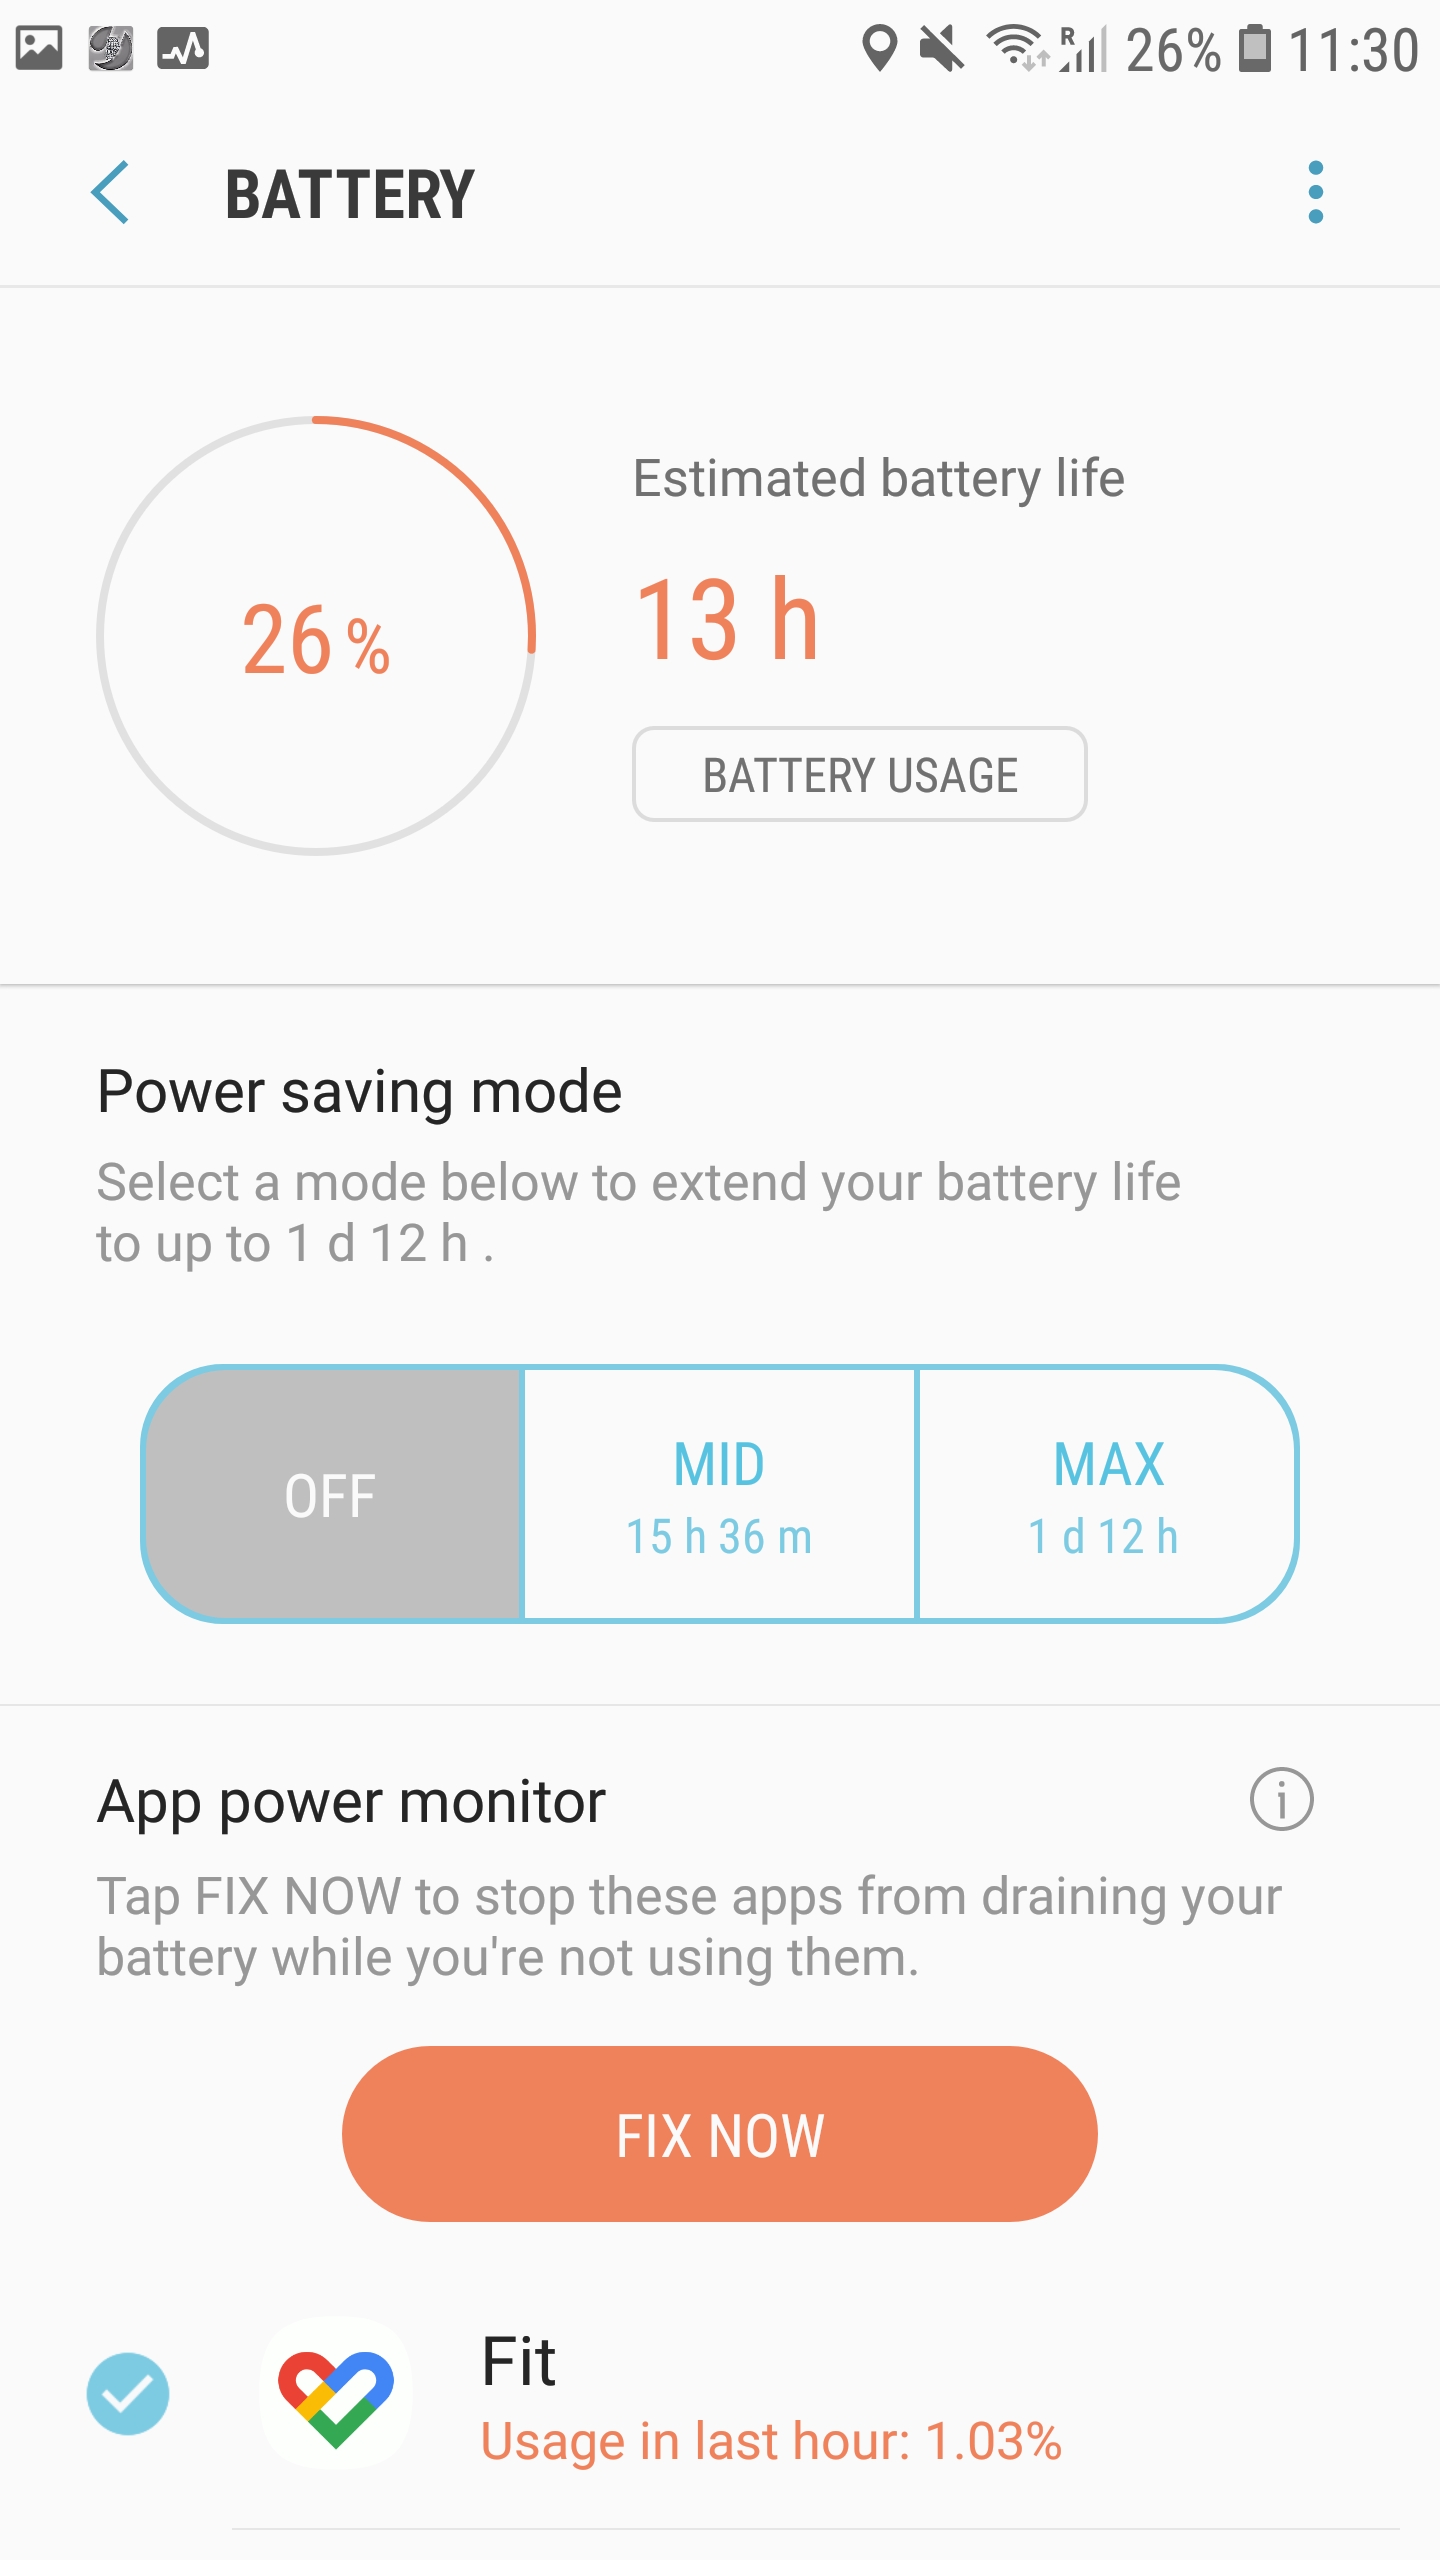 R 26% 11:30
BATTERY
26 %
Estimated battery life
13 h
BATTERY USAGE
Power saving mode
Select a mode below to extend your battery life
to up to 1 d 12 h .
OFF
MID
15 h 36 m
MAX
1 d 12 h
App power monitor
Tap FIX NOW to stop these apps from draining your
battery while you're not using them.
FIX NOW
Fit
Usage in last hour: 1.03%